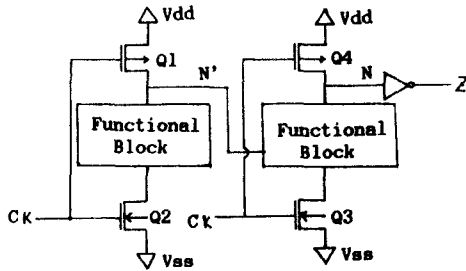 Vdd
Vdd
Q1
Q4
N'
N
Z
Functional
Block
Functional
Block
CK
Q2
CK
Q3
Vss
Vss